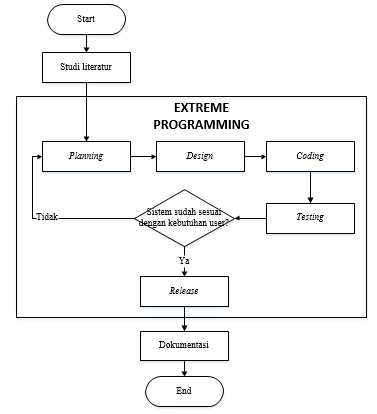 Start
Studi literatur
EXTREME
PROGRAMMING
Planning
Design
Coding
Testing
Sistem sudah sesuai
dengan kebutuhan user?
Tidak
Ya
Release
Dokumentasi
End